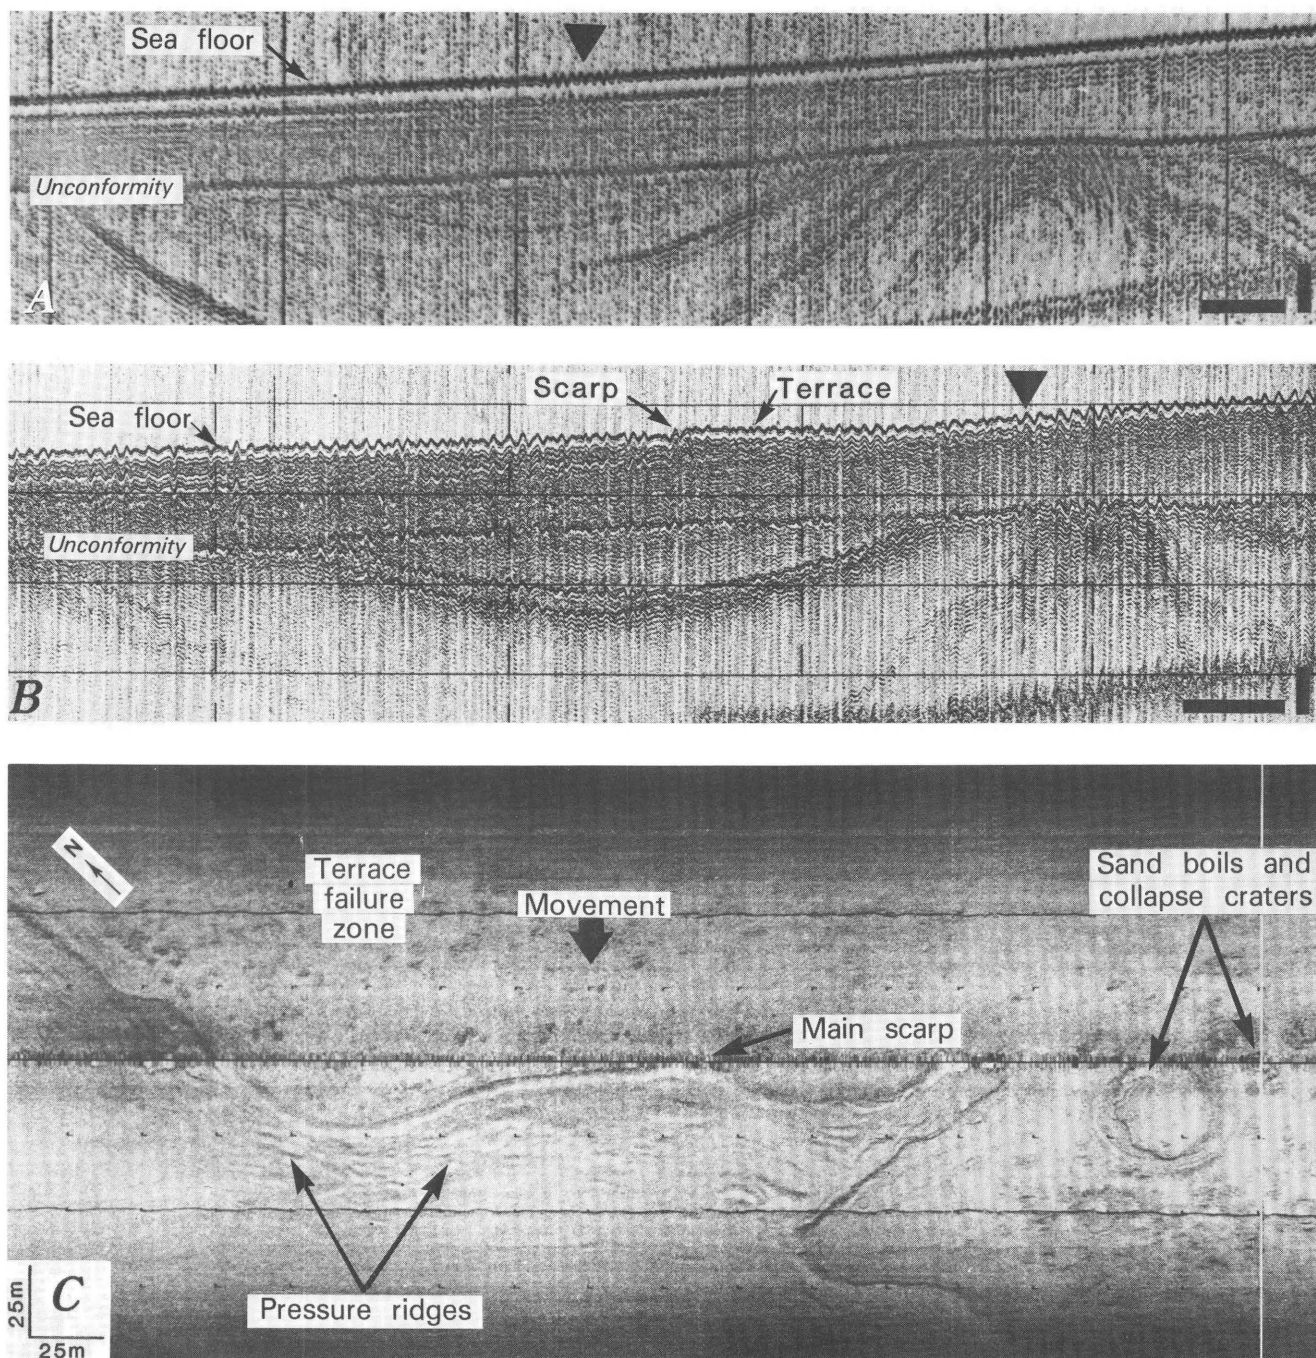 Sea floor
Unconformity
A
Scarp
Terrace
Sea floor
Unconformity
B
N
Terrace
failure
zone
Movement
Sand boils and
collapse craters
Main scarp
Pressure ridges
25m
C
25m